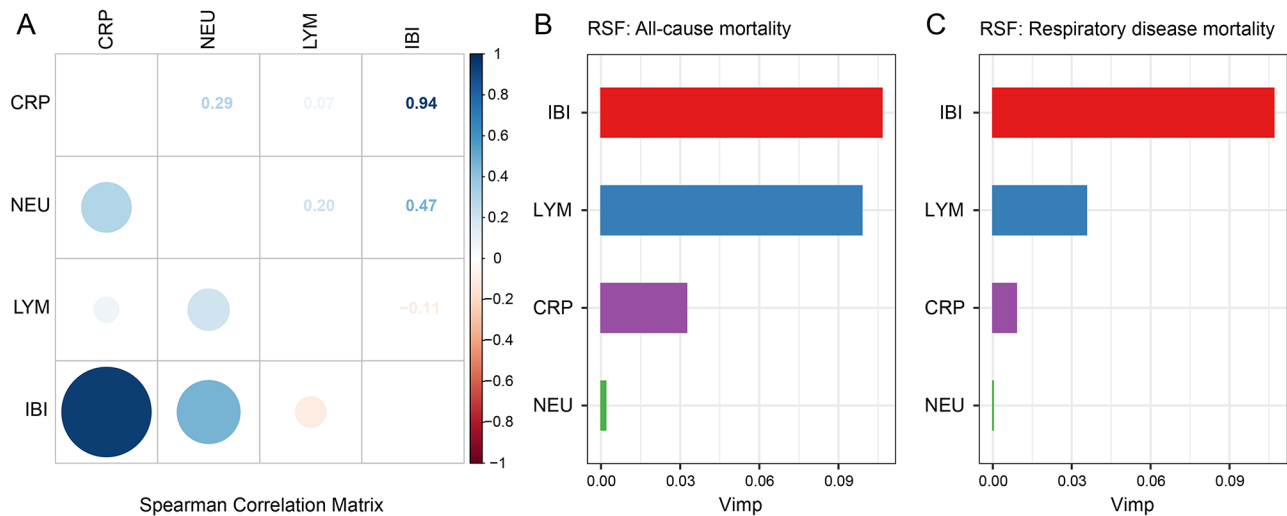 A
CRP
NEU
LYM
IBI
CRP
0.29
0.07
0.94
NEU
0.20
0.47
LYM
−0.11
IBI
1
0.8
0.6
0.4
0.2
0
−0.2
−0.4
−0.6
−0.8
−1
Spearman Correlation Matrix
B
RSF: All-cause mortality
IBI
LYM
CRP
NEU
0.00
0.03
0.06
0.09
Vimp
C
RSF: Respiratory disease mortality
IBI
LYM
CRP
NEU
0.00
0.03
0.06
0.09
Vimp